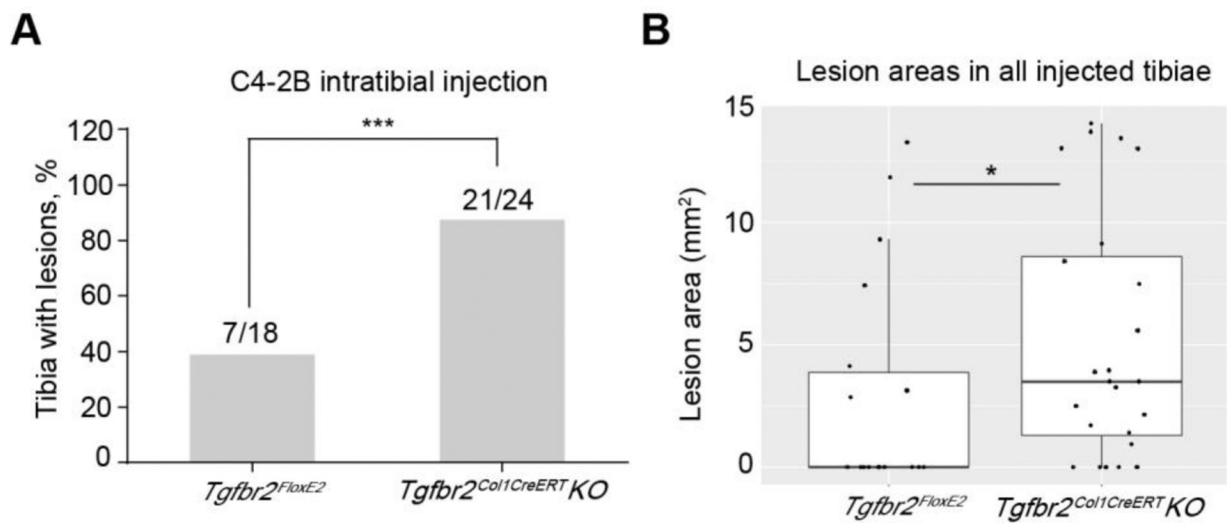 A
C4-2B intratibial injection
Tibia with lesions, %
120
100
80
60
40
20
0
***
7/18
21/24
Tgfbr2FloxE2
Tgfbr2Col1CreERT KO
B
Lesion areas in all injected tibiae
Lesion area (mm2)
15
10
5
0
*
Tgfbr2FloxE2
Tgfbr2Col1CreERT KO